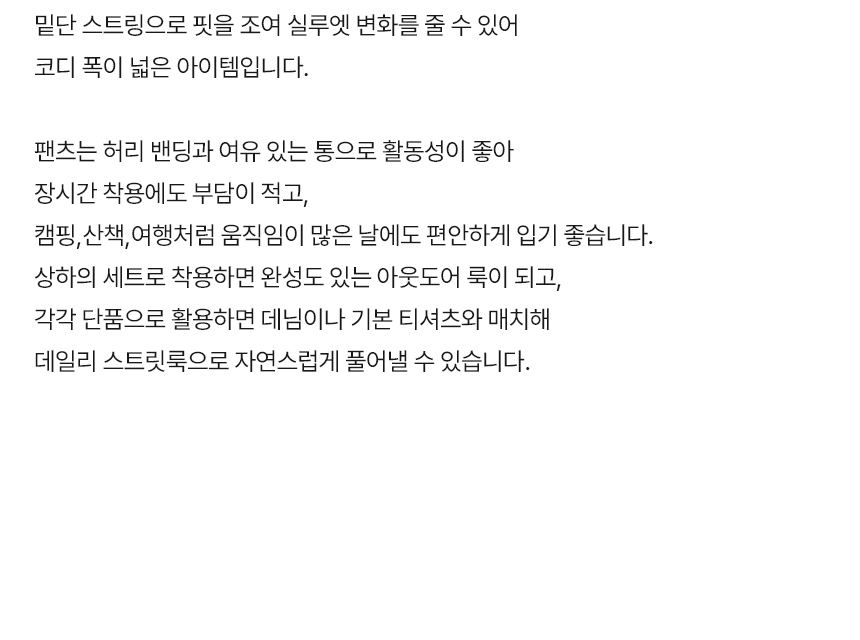 밑단 스트링으로 핏을 조여 실루엣 변화를 줄 수 있어
코디 폭이 넓은 아이템입니다.
팬츠는 허리 밴딩과 여유 있는 통으로 활동성이 좋아
장시간 착용에도 부담이 적고,
캠핑,산책,여행처럼 움직임이 많은 날에도 편안하게 입기 좋습니다.
상하의 세트로 착용하면 완성도 있는 아웃도어 룩이 되고,
각각 단품으로 활용하면 데님이나 기본 티셔츠와 매치해
데일리 스트릿룩으로 자연스럽게 풀어낼 수 있습니다.